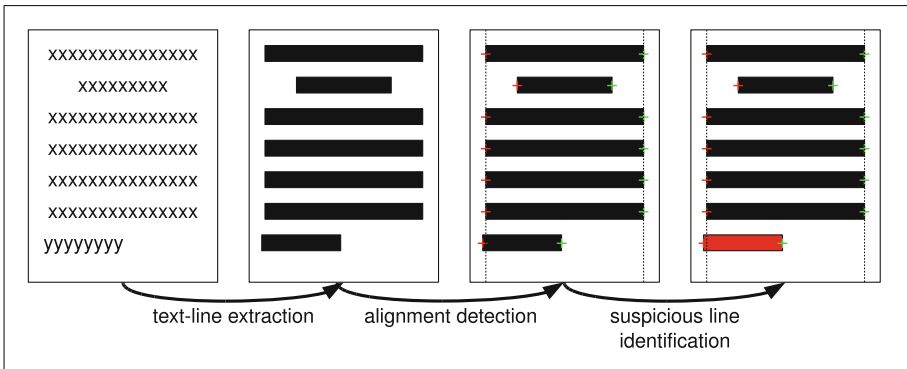 xxxxxxxxxxxxxxx
xxxxxxxxx
xxxxxxxxxxxxxxx
xxxxxxxxxxxxxxx
xxxxxxxxxxxxxxx
xxxxxxxxxxxxxxx
yyyyyyyy
text-line extraction
alignment detection
suspicious line
identification